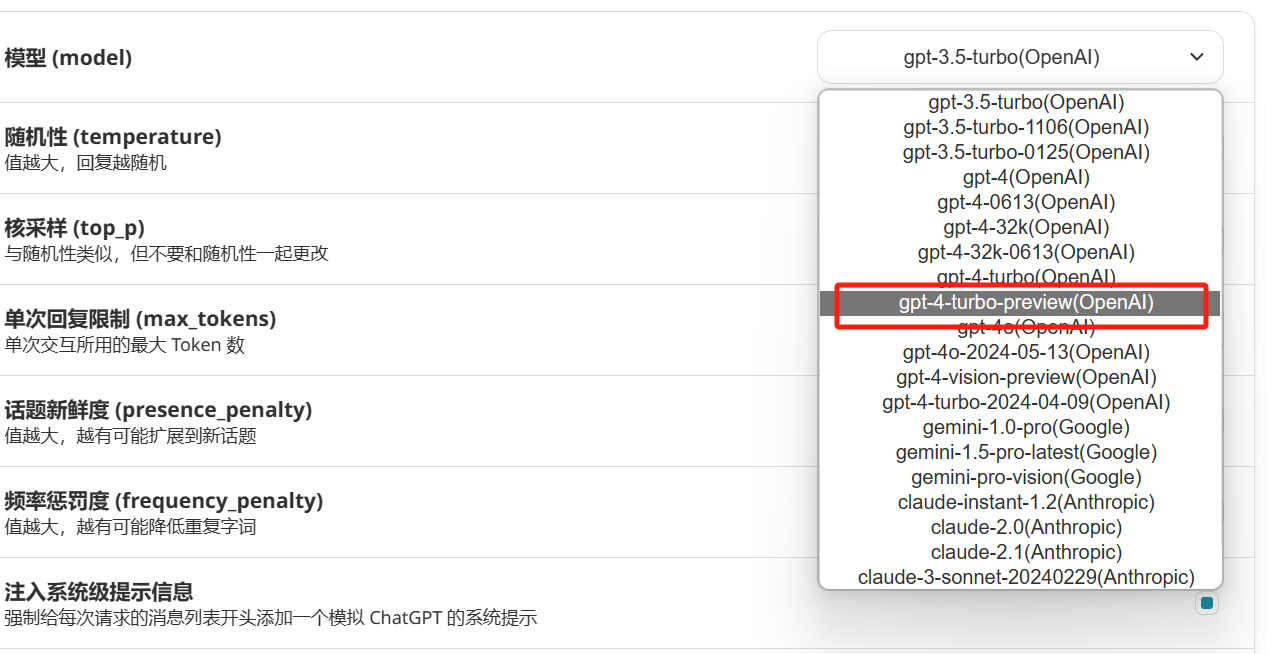 模型 (model)
gpt-3.5-turbo(OpenAI)
随机性 (temperature)
值越大，回复越随机
核采样 (top_p)
与随机性类似，但不要和随机性一起更改
单次回复限制 (max_tokens)
单次交互所用的最大 Token 数
话题新鲜度 (presence_penalty)
值越大，越有可能扩展到新话题
频率惩罚度 (frequency_penalty)
值越大，越有可能降低重复字词
注入系统级提示信息
强制给每次请求的消息列表开头添加一个模拟 ChatGPT 的系统提示
gpt-3.5-turbo(OpenAI)
gpt-3.5-turbo-1106(OpenAI)
gpt-3.5-turbo-0125(OpenAI)
gpt-4(OpenAI)
gpt-4-0613(OpenAI)
gpt-4-32k(OpenAI)
gpt-4-32k-0613(OpenAI)
gpt-4-turbo(OpenAI)
gpt-4-turbo-preview(OpenAI)
gpt-4o(OpenAI)
gpt-4o-2024-05-13(OpenAI)
gpt-4-vision-preview(OpenAI)
gpt-4-turbo-2024-04-09(OpenAI)
gemini-1.0-pro(Google)
gemini-1.5-pro-latest(Google)
gemini-pro-vision(Google)
claude-instant-1.2(Anthropic)
claude-2.0(Anthropic)
claude-2.1(Anthropic)
claude-3-sonnet-20240229(Anthropic)